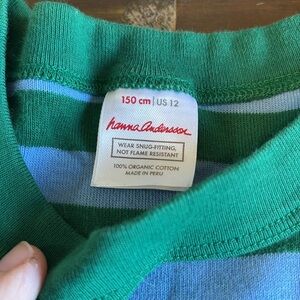 150 cm | US 12
hanna andersson
WEAR SNUG-FITTING,
NOT FLAME RESISTANT
100% ORGANIC COTTON
MADE IN PERU